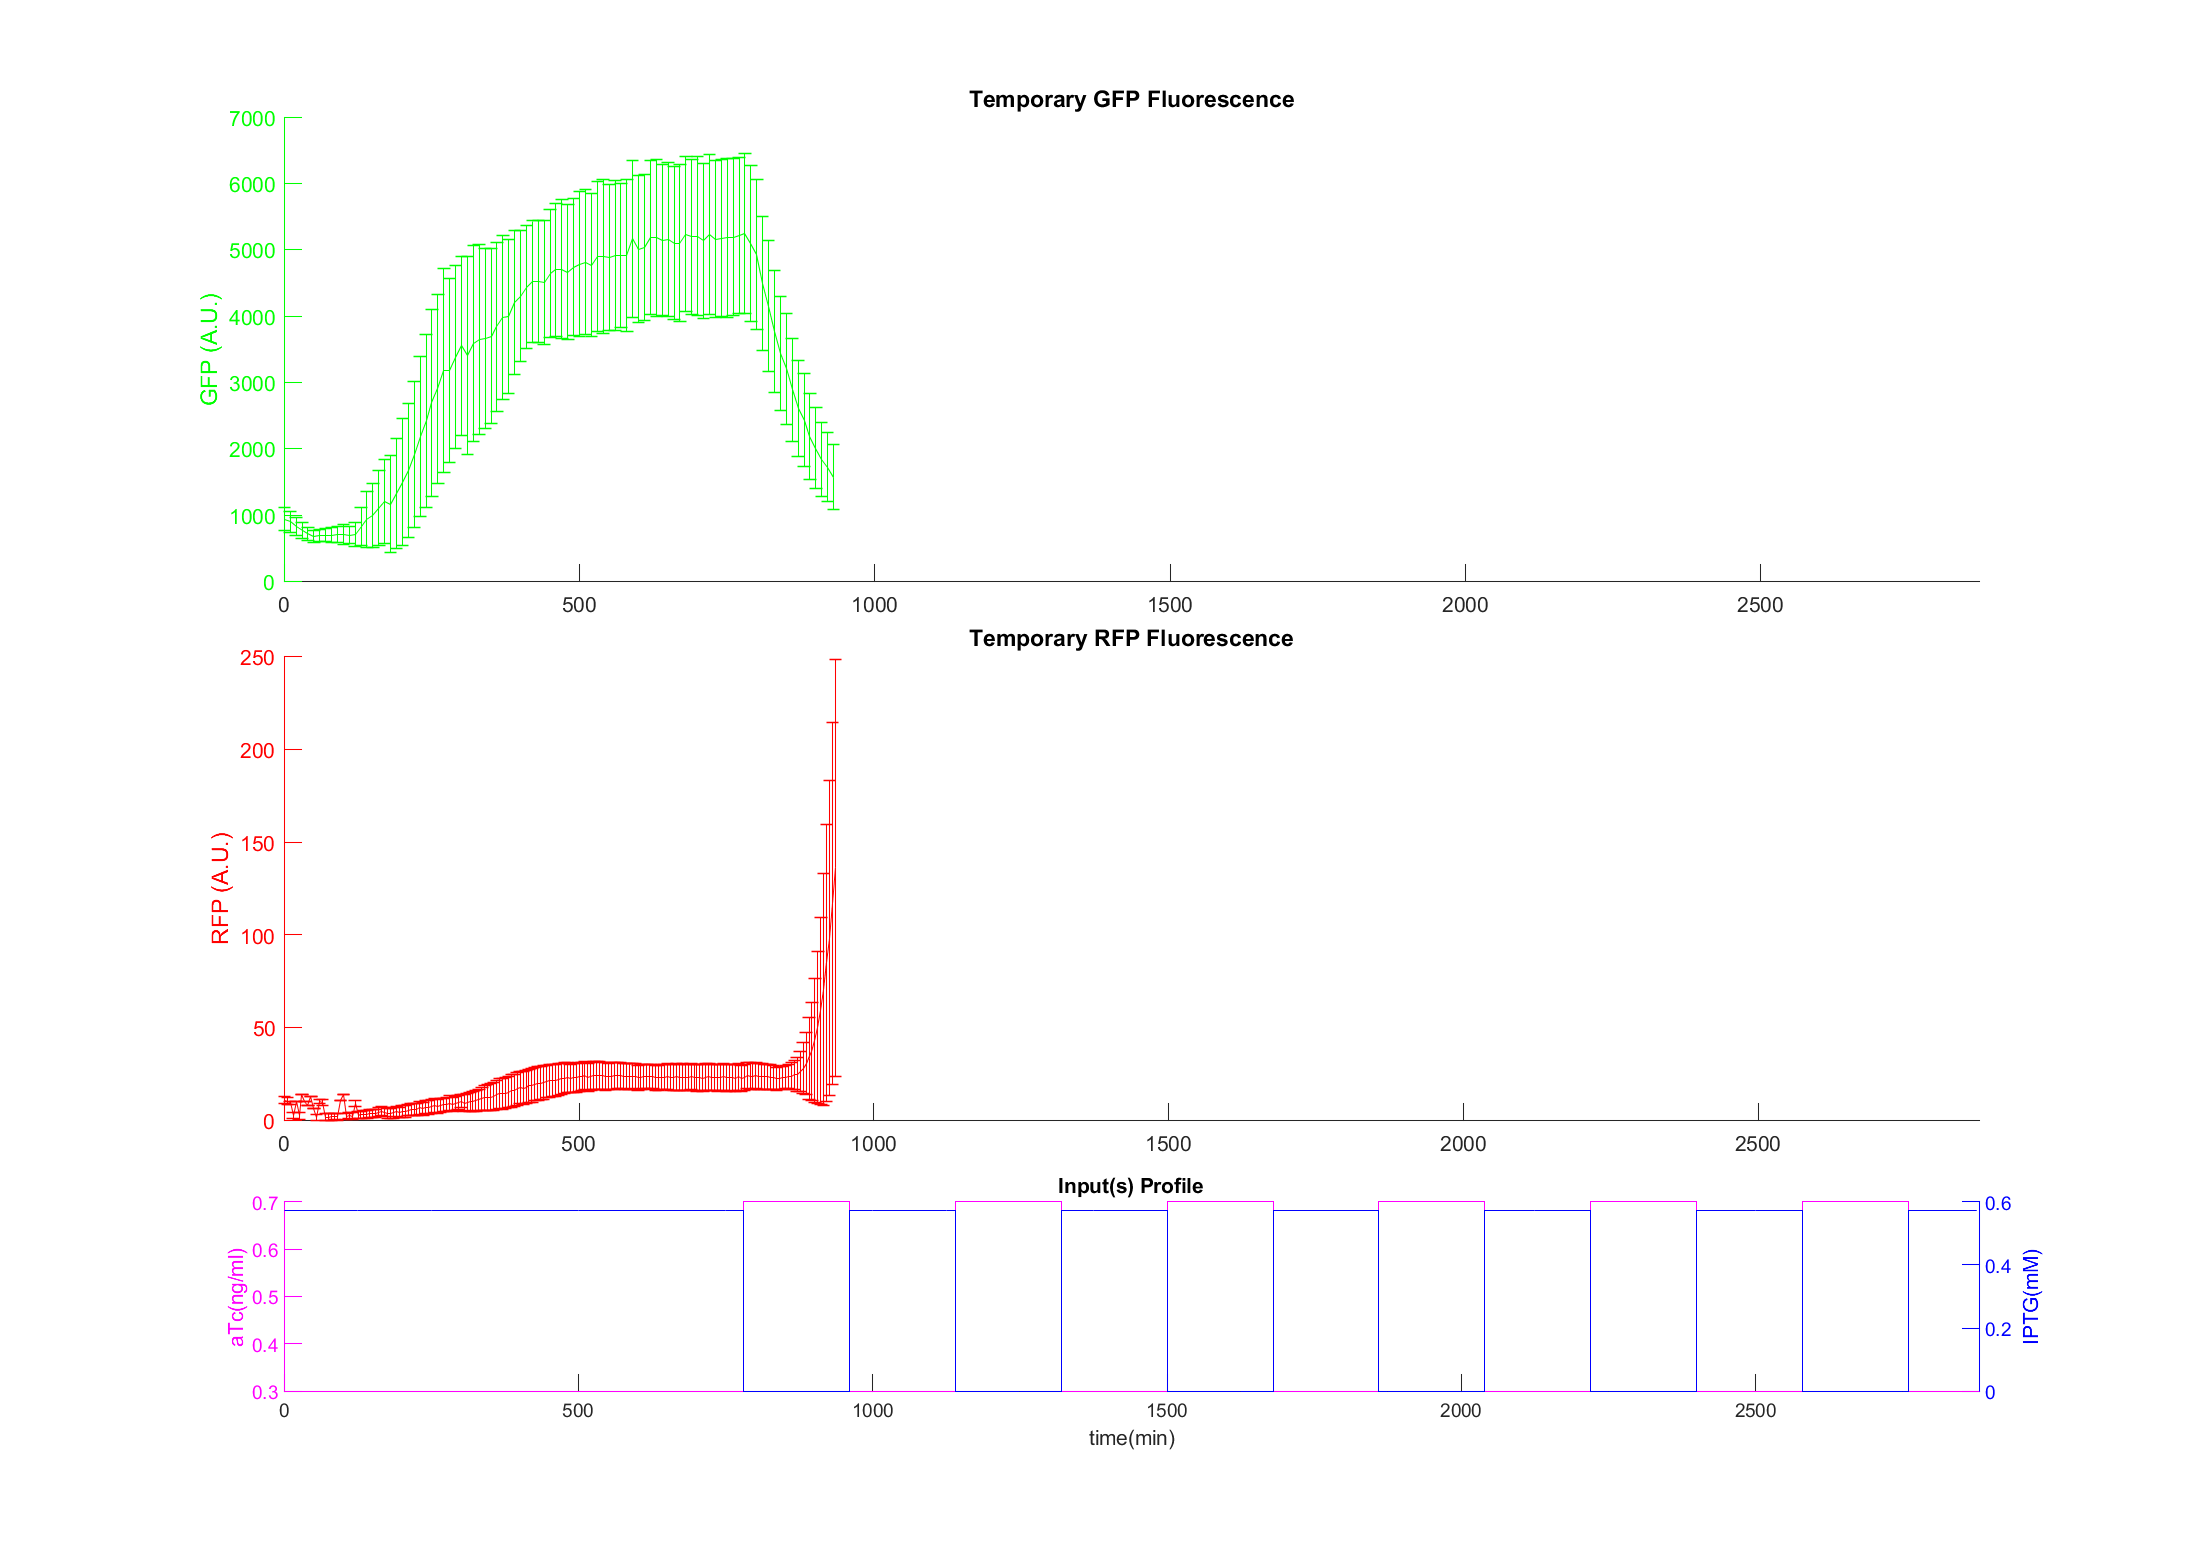 Temporary GFP Fluorescence
7000
6000
5000
4000
3000
2000
1000
0
GFP (A.U.)
0 500 1000 1500 2000 2500
Temporary RFP Fluorescence
250
200
150
100
50
0
RFP (A.U.)
0 500 1000 1500 2000 2500
Input(s) Profile
0.7
0.6
0.5
0.4
0.3
aTc(ng/ml)
0.6
0.4
0.2
0
IPTG(mM)
0 500 1000 1500 2000 2500
time(min)